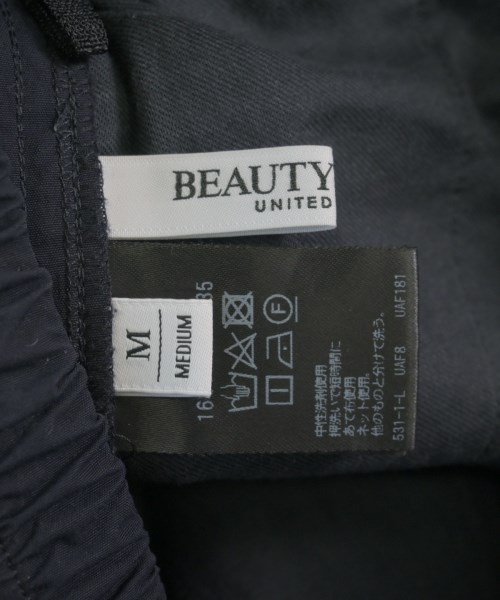 BEAUTY
UNITED
M
MEDIUM
中性洗剤使用
押洗いで短時間に
あて布使用
ネット使用。
他のものと分けて洗う。
531-1-L UAF8 UAF181